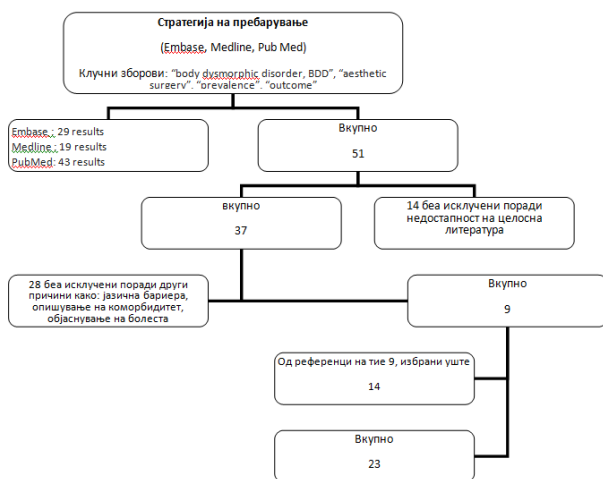 Стратегија на пребарување
(Embase, Medline, Pub Med)
Клучни зборови: "body dysmorphic disorder, BDD", "aesthetic
surgery", "prevalence", "outcome"
Embase : 29 results
Medline : 19 results
PubMed: 43 results
Вкупно
51
вкупно
37
14 беа исклучени поради
недостапност на целосна
литература
28 беа исклучени поради други
причини како: јазична бариера,
опишување на коморбидитет,
објаснување на болеста
Вкупно
9
Од референци на тие 9, избрани уште
14
Вкупно
23